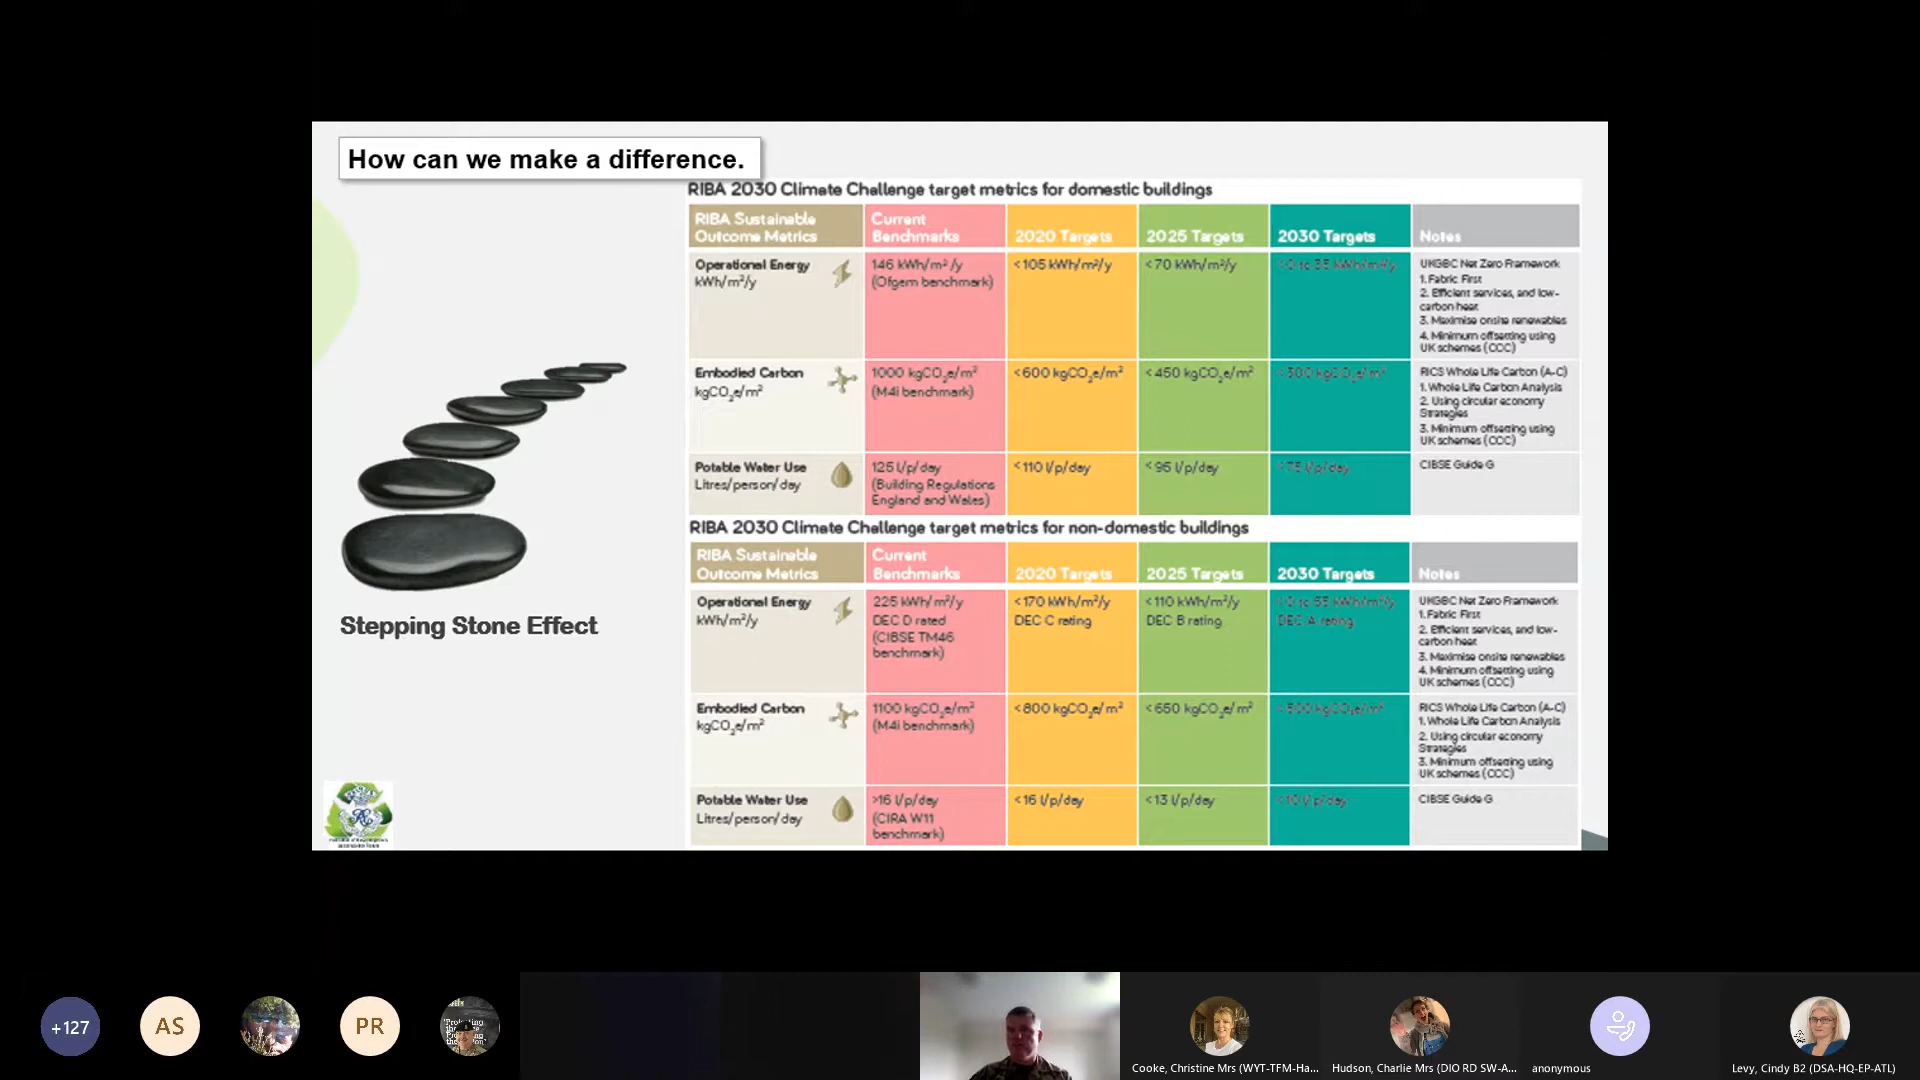 How can we make a difference.
RIBA 2030 Climate Challenge target metrics for domestic buildings
RIBA Sustainable
Outcome Metrics
Current
Benchmarks
2020 Targets
2025 Targets
2030 Targets
Notes
Operational Energy
kWh/m²/y
146 kWh/m²/y
(Ofgem benchmark)
<105 kWh/m²/y
<70 kWh/m²/y
<0 to 35 kWh/m²/y
UKGBC Net Zero Framework
1. Fabric First
2. Efficient services, and low-
carbon heat
3. Maximise onsite renewables
4. Minimum offsetting using
UK schemes (CCC)
Embodied Carbon
kgCO₂e/m²
1000 kgCO₂e/m²
(M4i benchmark)
<600 kgCO₂e/m²
<450 kgCO₂e/m²
<300 kgCO₂e/m²
RICS Whole Life Carbon (A-C)
1. Whole Life Carbon Analysis
2. Using circular economy
Strategies
3. Minimum offsetting using
UK schemes (CCC)
Potable Water Use
Litres/person/day
125 l/p/day
(Building Regulations
England and Wales)
<110 l/p/day
<95 l/p/day
<75 l/p/day
CIBSE Guide G
RIBA 2030 Climate Challenge target metrics for non-domestic buildings
RIBA Sustainable
Outcome Metrics
Current
Benchmarks
2020 Targets
2025 Targets
2030 Targets
Notes
Operational Energy
kWh/m²/y
225 kWh/m²/y
DEC D rated
(CIBSE TM46
benchmark)
<170 kWh/m²/y
DEC C rating
<110 kWh/m²/y
DEC B rating
<0 to 55 kWh/m²/y
DEC A rating
UKGBC Net Zero Framework
1. Fabric First
2. Efficient services, and low-
carbon heat
3. Maximise onsite renewables
4. Minimum offsetting using
UK schemes (CCC)
Embodied Carbon
kgCO₂e/m²
1100 kgCO₂e/m²
(M4i benchmark)
<800 kgCO₂e/m²
<650 kgCO₂e/m²
<500 kgCO₂e/m²
RICS Whole Life Carbon (A-C)
1. Whole Life Carbon Analysis
2. Using circular economy
Strategies
3. Minimum offsetting using
UK schemes (CCC)
Potable Water Use
Litres/person/day
>16 l/p/day
(CIRA W11
benchmark)
<16 l/p/day
<13 l/p/day
<10 l/p/day
CIBSE Guide G
Stepping Stone Effect
+127
AS
PR
Cooke, Christine Mrs (WYT-TFM-Ha...
Hudson, Charlie Mrs (DIO RD SW-A...
anonymous
Levy, Cindy B2 (DSA-HQ-EP-ATL)